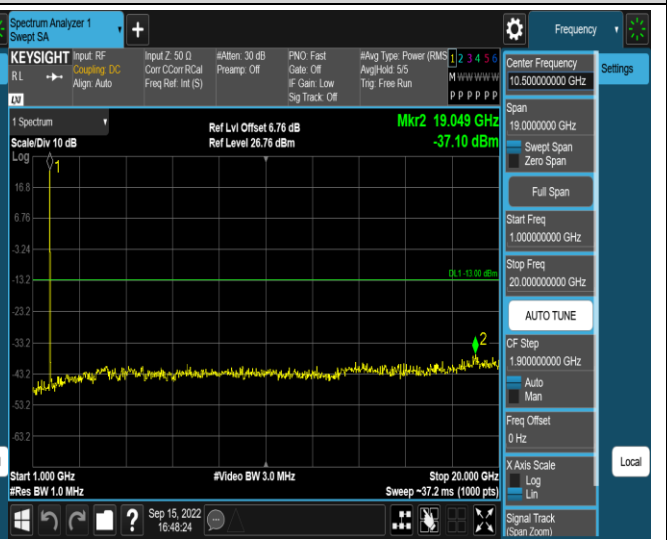 Spectrum Analyzer 1
Swept SA
+
Frequency
KEYSIGHT
RL
Input: RF
Coupling: DC
Align: Auto
Input Z: 50 Ω
Corr CCorr RCal
Freq Ref: Int (S)
#Atten: 30 dB
Preamp: Off
PNO: Fast
Gate: Off
IF Gain: Low
Sig Track: Off
#Avg Type: Power (RMS
Avg|Hold: 5/5
Trig: Free Run
1 2 3 4 5 6
M W W W W W
P P P P P P
LXI
1 Spectrum
Scale/Div 10 dB
Log
Ref Lvl Offset 6.76 dB
Ref Level 26.76 dBm
Mkr2 19.049 GHz
-37.10 dBm
1
16.8
6.76
-3.24
-13.2
DL1 -13.00 dBm
-23.2
-33.2
2
-43.2
-53.2
-63.2
Start 1.000 GHz
#Res BW 1.0 MHz
#Video BW 3.0 MHz
Stop 20.000 GHz
Sweep ~37.2 ms (1000 pts)
?
Sep 15, 2022
16:48:24
Center Frequency
10.500000000 GHz
Span
19.0000000 GHz
Swept Span
Zero Span
Full Span
Start Freq
1.000000000 GHz
Stop Freq
20.000000000 GHz
AUTO TUNE
CF Step
1.900000000 GHz
Auto
Man
Freq Offset
0 Hz
X Axis Scale
Log
Lin
Signal Track
(Span Zoom)
Settings
Local